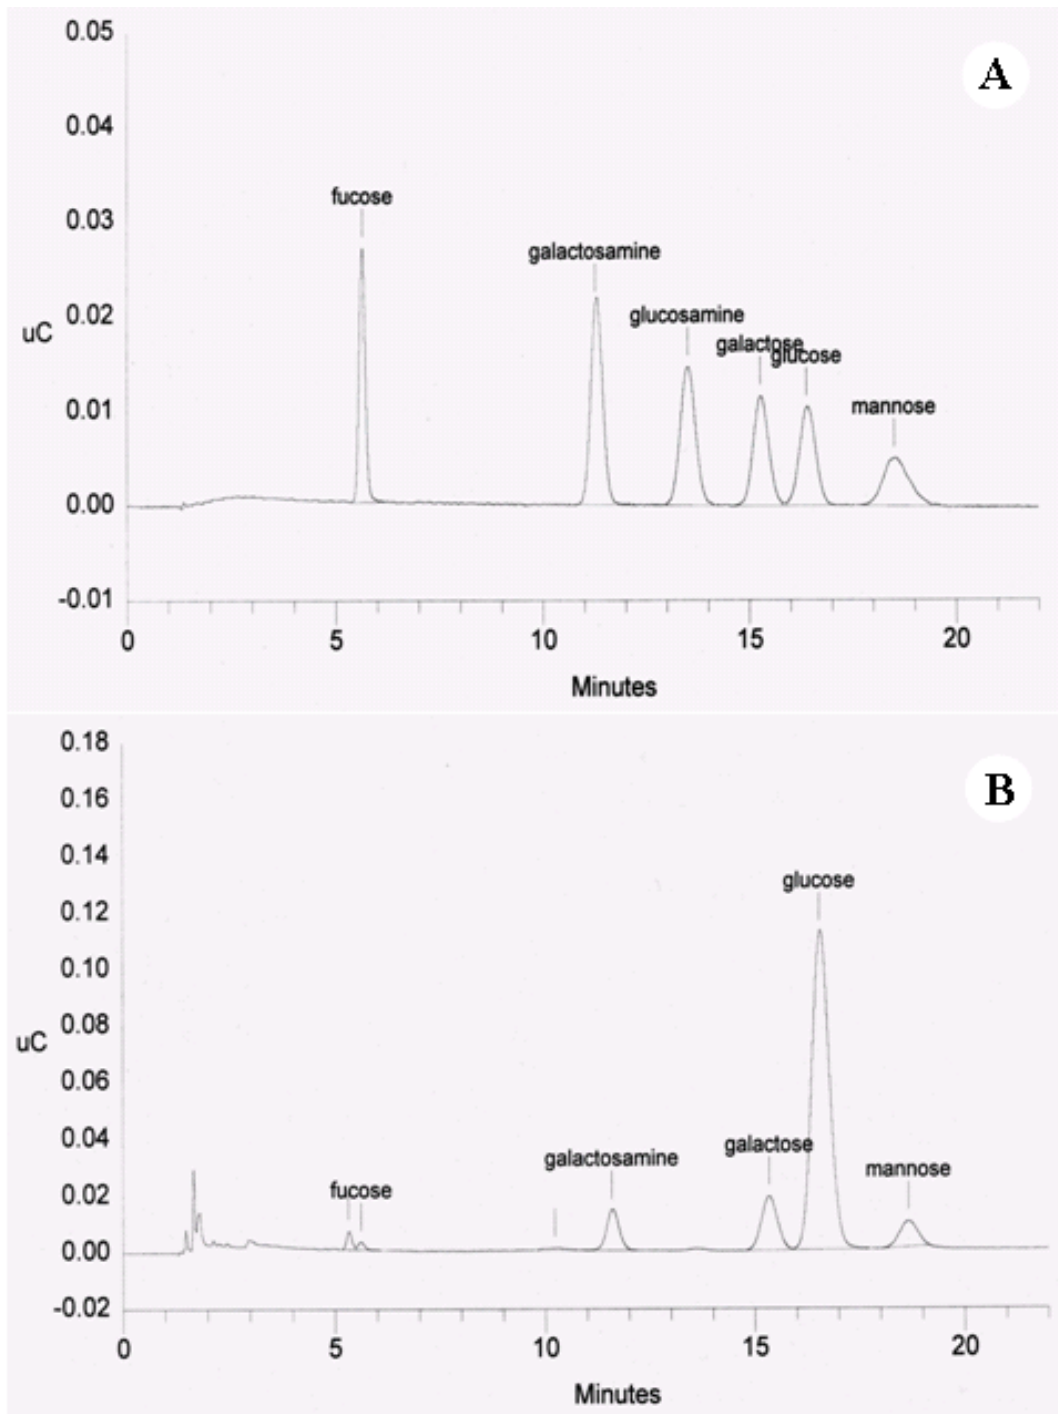 A
0.05
0.04
0.03
0.02
0.01
0.00
-0.01
uC
fucose
galactosamine
glucosamine
galactose
glucose
mannose
0 5 10 15 20
Minutes
B
0.18
0.16
0.14
0.12
0.10
0.08
0.06
0.04
0.02
0.00
-0.02
uC
fucose
galactosamine
galactose
glucose
mannose
0 5 10 15 20
Minutes